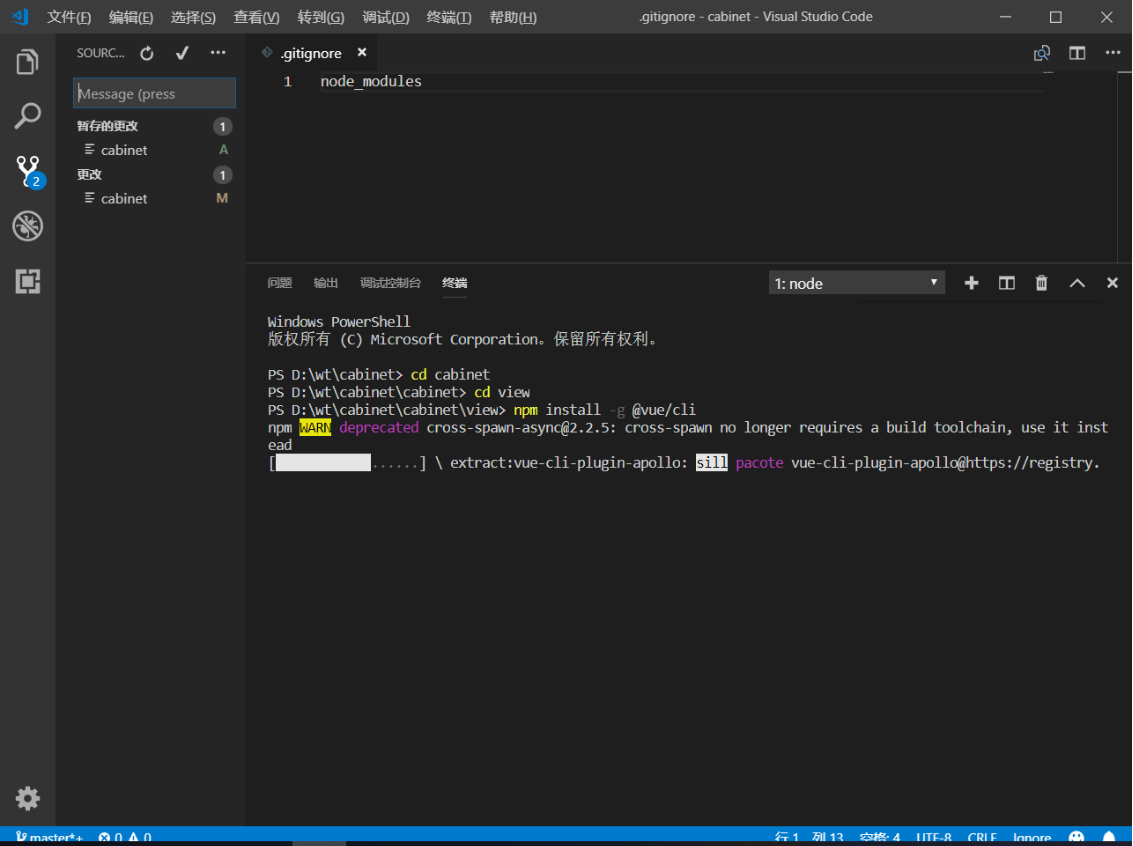 文件(F) 编辑(E) 选择(S) 查看(V) 转到(G) 调试(D) 终端(T) 帮助(H) .gitignore - cabinet - Visual Studio Code
SOURC...
.gitignore
1 node_modules
Message (press
暂存的更改 1
cabinet A
更改 1
cabinet M
2
问题 输出 调试控制台 终端 1: node
Windows PowerShell
版权所有 (C) Microsoft Corporation。保留所有权利。
PS D:\wt\cabinet> cd cabinet
PS D:\wt\cabinet\cabinet> cd view
PS D:\wt\cabinet\cabinet\view> npm install -g @vue/cli
npm WARN deprecated cross-spawn-async@2.2.5: cross-spawn no longer requires a build toolchain, use it inst
ead
[ ......] \ extract:vue-cli-plugin-apollo: sill pacote vue-cli-plugin-apollo@https://registry.
master*+ 0 0 行 1, 列 13 空格: 4 UTF-8 CRLF Ignore